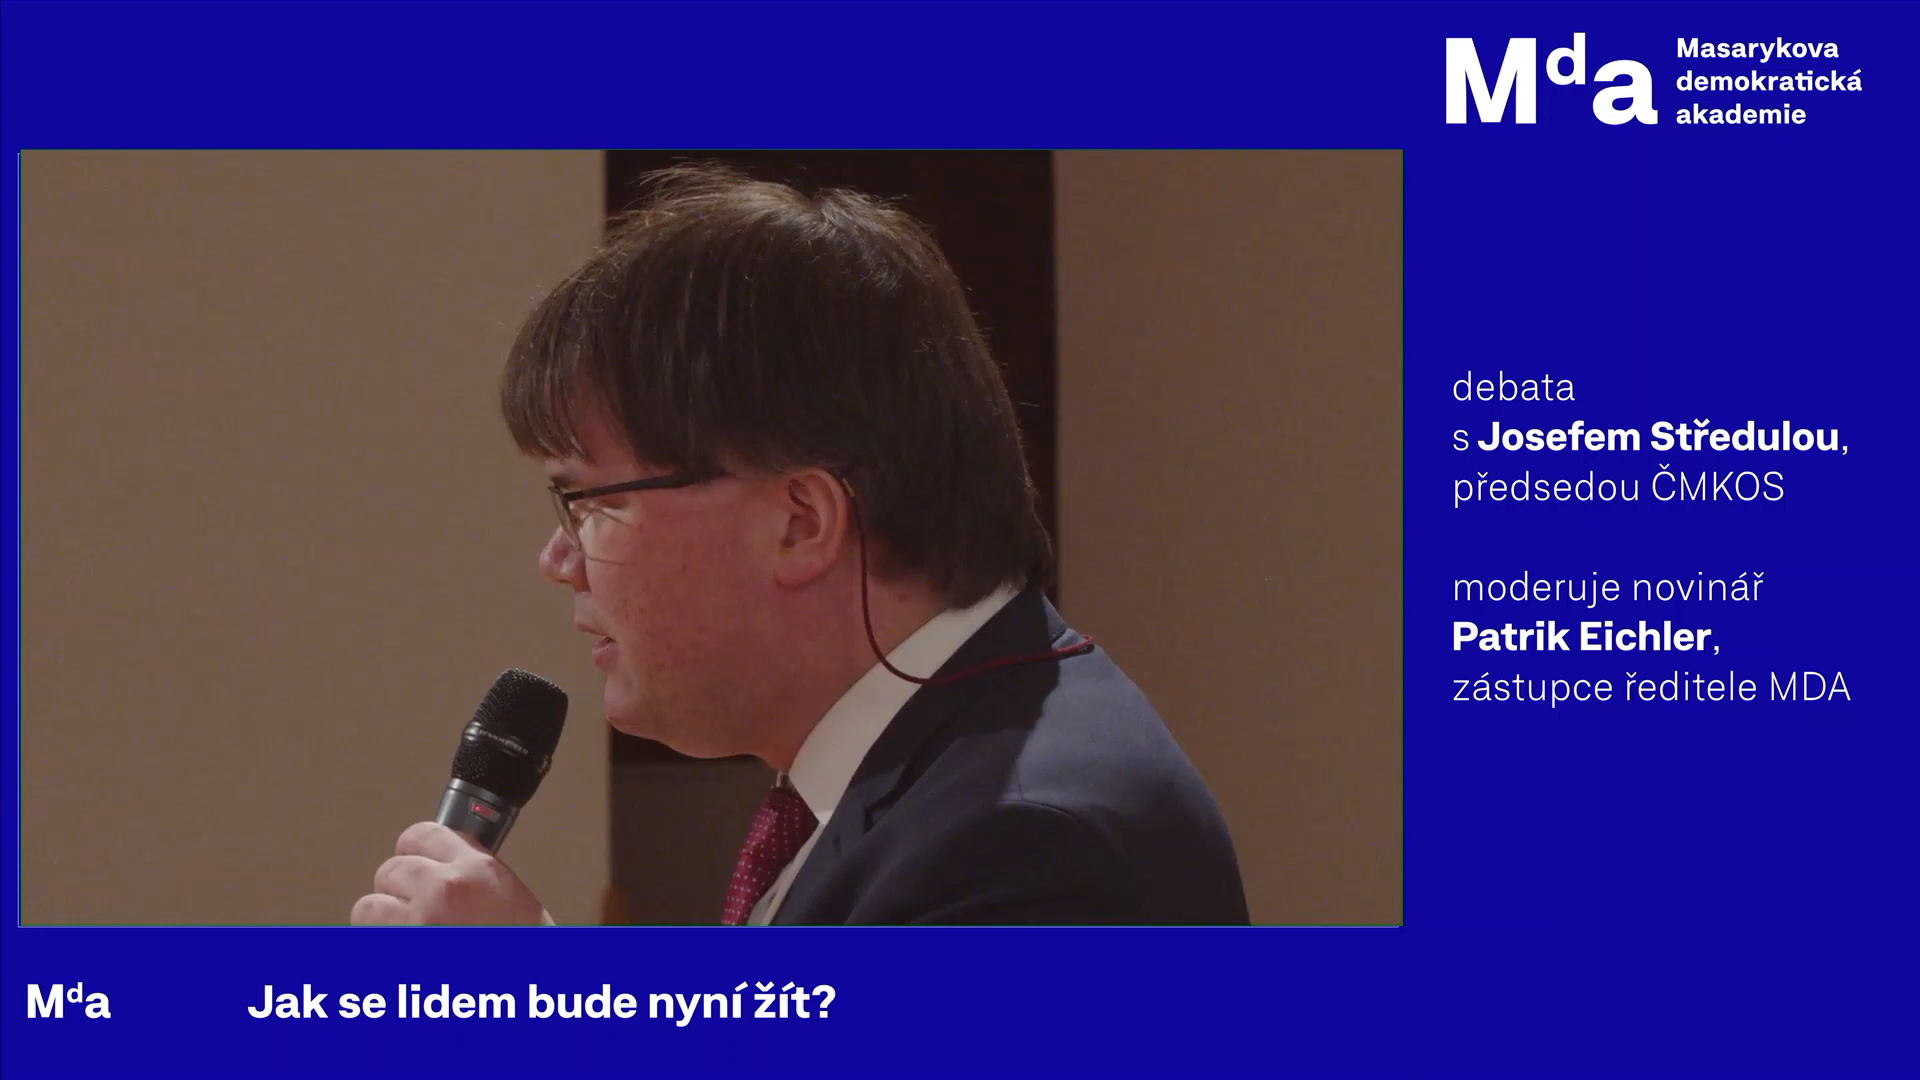 Mda
Masarykova
demokratická
akademie
debata
s Josefem Středulou,
předsedou ČMKOS
moderuje novinář
Patrik Eichler,
zástupce ředitele MDA
Mda
Jak se lidem bude nyní žít?